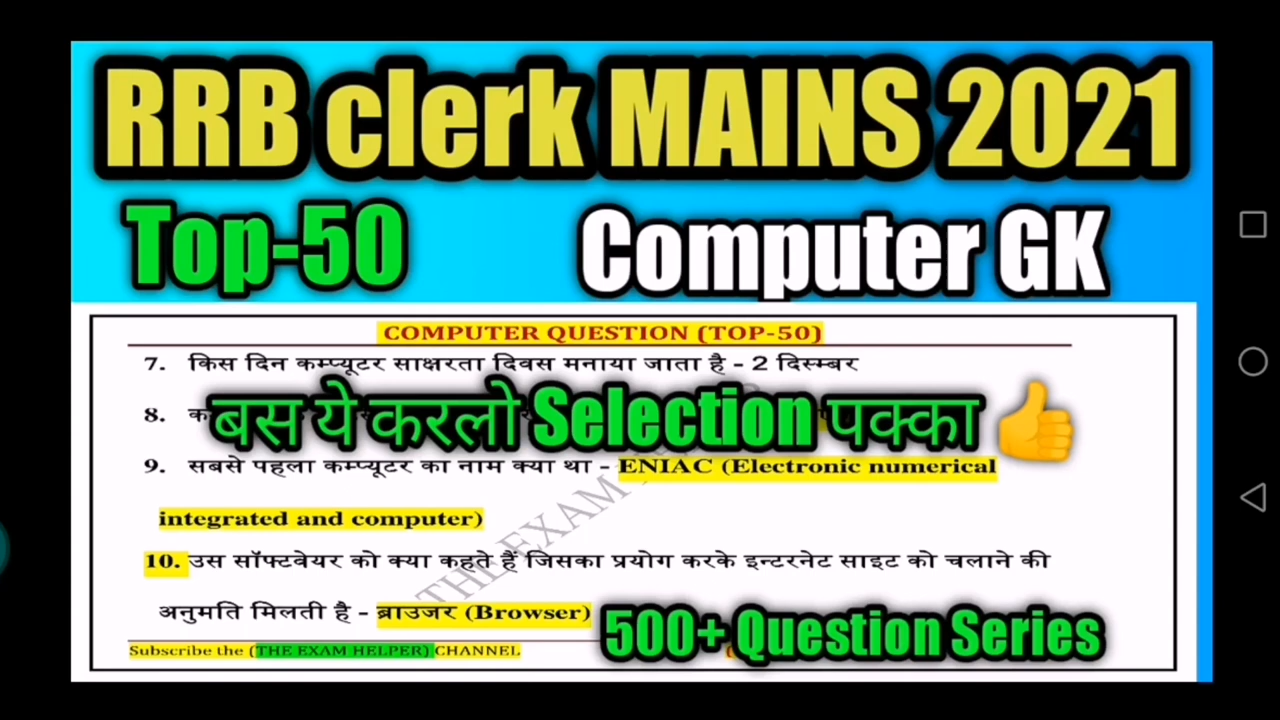 RRB clerk MAINS 2021
Top-50 Computer GK
COMPUTER QUESTION (TOP-50)
7. किस दिन कम्प्यूटर साक्षरता दिवस मनाया जाता है - 2 दिस्म्बर
8.
बस ये करलो Selection पक्का
9. सबसे पहला कम्प्यूटर का नाम क्या था - ENIAC (Electronic numerical
integrated and computer)
10. उस सॉफ्टवेयर को क्या कहते हैं जिसका प्रयोग करके इन्टरनेट साइट को चलाने की
अनुमति मिलती है - ब्राउजर (Browser)
THE EXAM
Subscribe the (THE EXAM HELPER) CHANNEL
500+ Question Series